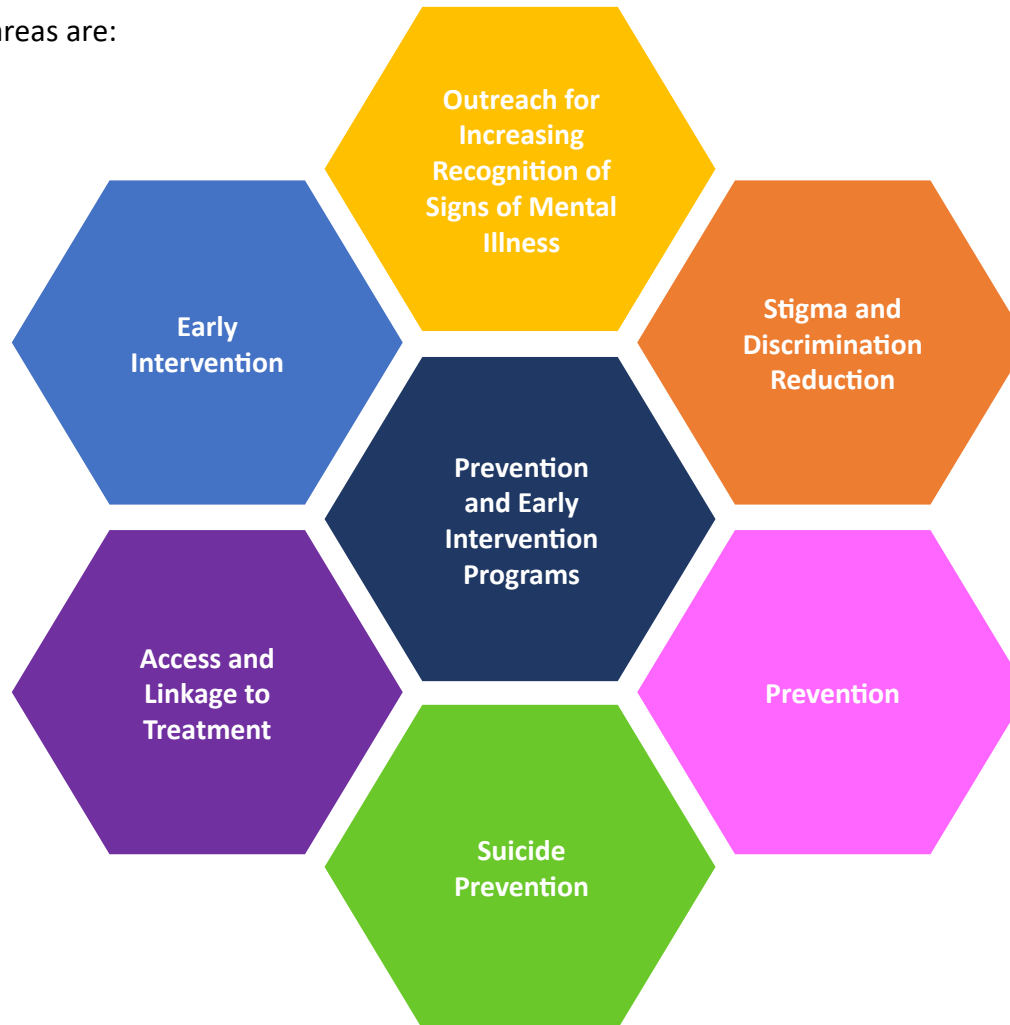 areas are:
Outreach for
Increasing
Recognition of
Signs of Mental
Illness
Early
Intervention
Stigma and
Discrimination
Reduction
Prevention
and Early
Intervention
Programs
Access and
Linkage to
Treatment
Prevention
Suicide
Prevention